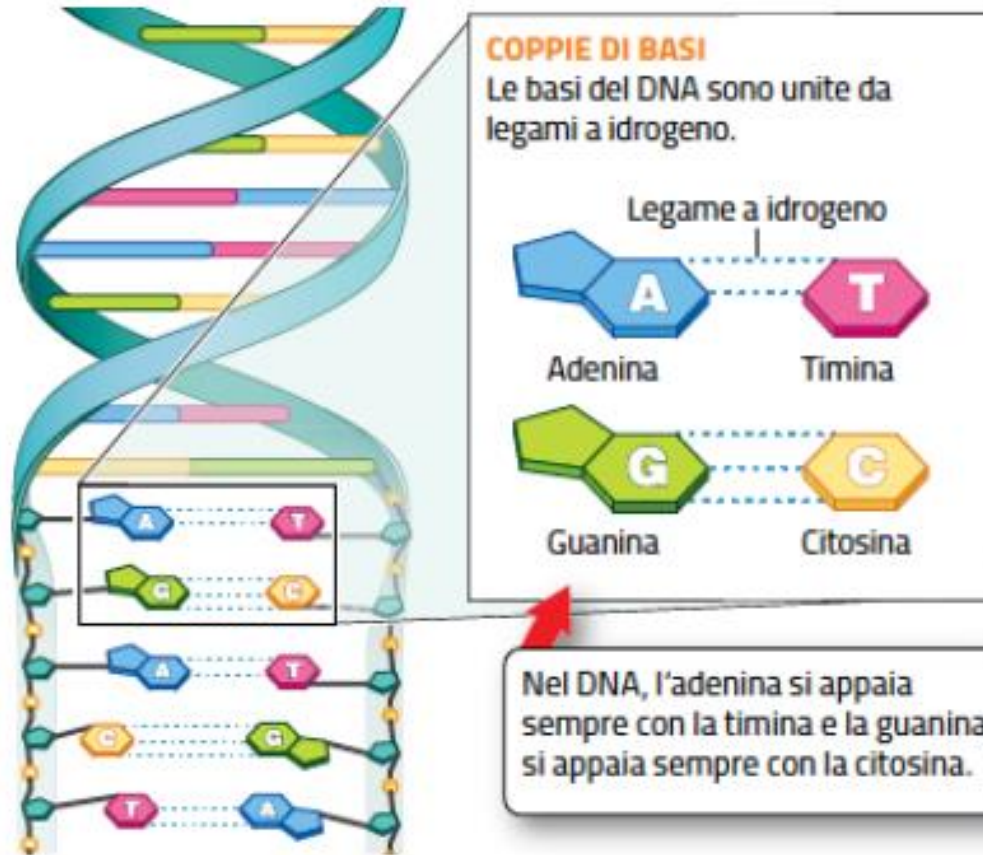 COPPIE DI BASI
Le basi del DNA sono unite da
legami a idrogeno.
Legame a idrogeno
A T
Adenina Timina
G C
Guanina Citosina
A T
G C
A T
C G
T A
Nel DNA, l'adenina si appaia
sempre con la timina e la guanina
si appaia sempre con la citosina.